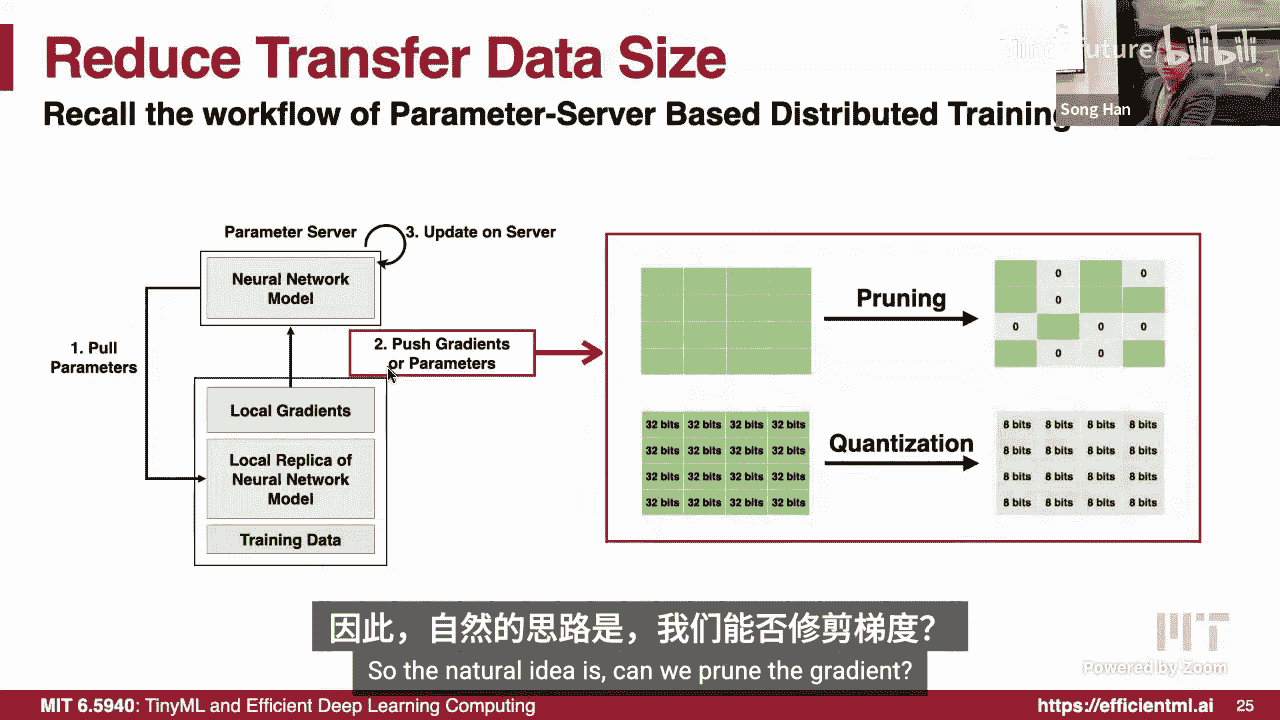 Reduce Transfer Data Size
Recall the workflow of Parameter-Server Based Distributed Training
Future bilibili
Song Han
Parameter Server
3. Update on Server
Neural Network
Model
1. Pull
Parameters
2. Push Gradients
or Parameters
Local Gradients
Local Replica of
Neural Network
Model
Training Data
Pruning
0 0
0
0 0 0
0 0
32 bits 32 bits 32 bits 32 bits
32 bits 32 bits 32 bits 32 bits
32 bits 32 bits 32 bits 32 bits
32 bits 32 bits 32 bits 32 bits
Quantization
8 bits 8 bits 8 bits 8 bits
8 bits 8 bits 8 bits 8 bits
8 bits 8 bits 8 bits 8 bits
8 bits 8 bits 8 bits 8 bits
因此，自然的思路是，我们能否修剪梯度？
So the natural idea is, can we prune the gradient?
Powered by Zoom
MIT 6.5940: TinyML and Efficient Deep Learning Computing
https://efficientml.ai 25